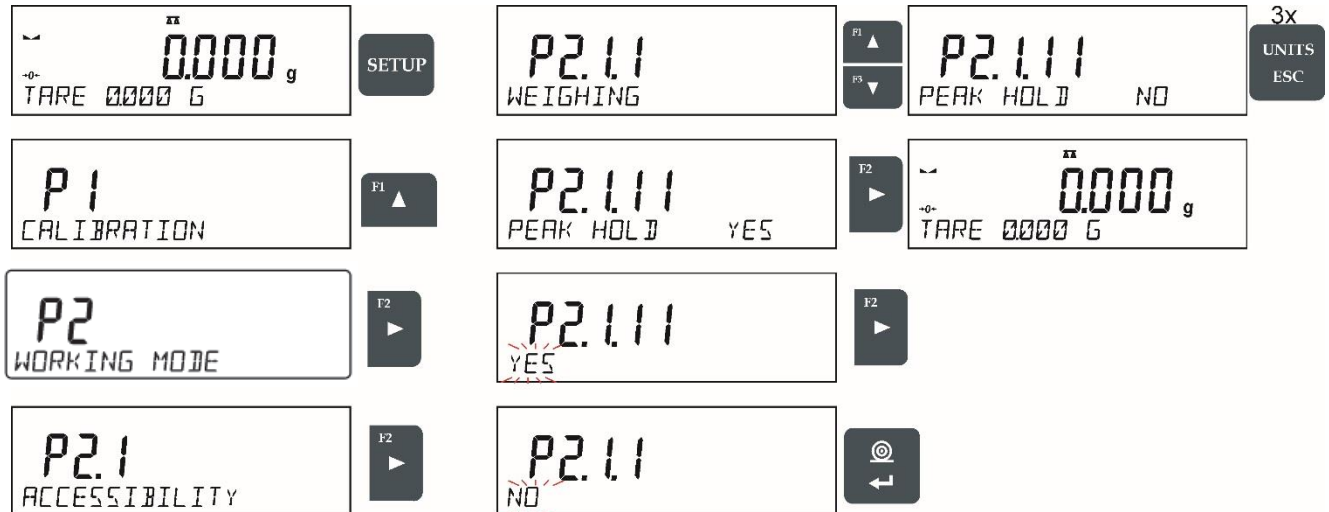 0.000 g
→0←
TARE 0.000 G
SETUP
P1
CALIBRATION
F1
P2
WORKING MODE
F2
P2.1
ACCESSIBILITY
F2
P2.1.1
WEIGHING
F1
F3
P2.1.11
PEAK HOLD YES
F2
P2.1.11
YES
F2
P2.1.1
NO
P2.1.11
PEAK HOLD NO
3x
UNITS
ESC
0.000 g
→0←
TARE 0.000 G